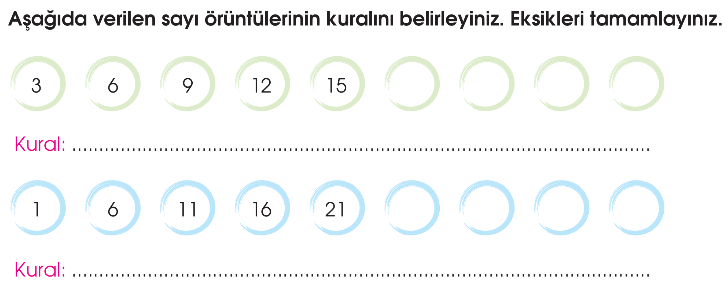 Aşağıda verilen sayı örüntülerinin kuralını belirleyiniz. Eksikleri tamamlayınız.
3 6 9 12 15
Kural: ........................................................................................................
1 6 11 16 21
Kural: ........................................................................................................